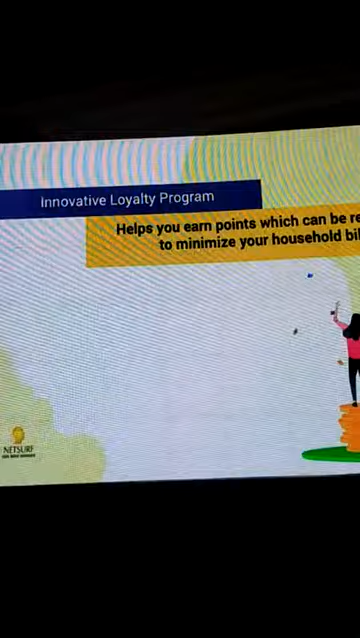 Innovative Loyalty Program
Helps you earn points which can be re
to minimize your household bil
NETSURF